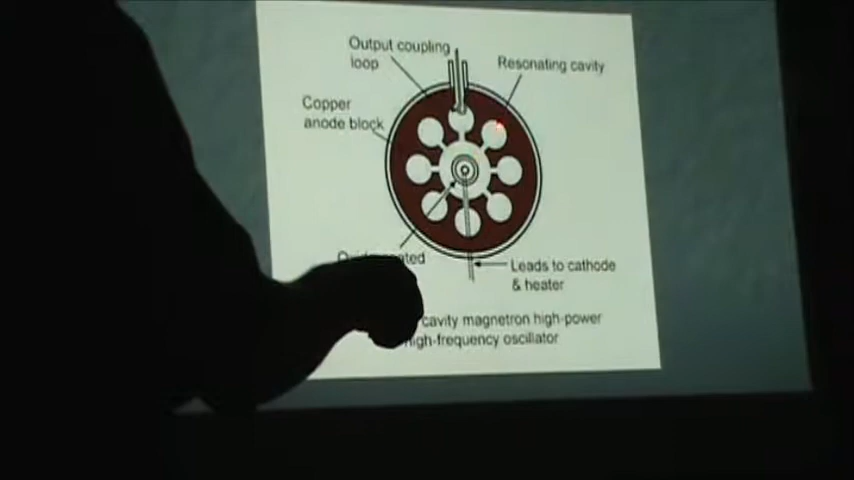 Output coupling
loop
Resonating cavity
Copper
anode block
Leads to cathode
& heater
cavity magnetron high-power
high-frequency oscillator